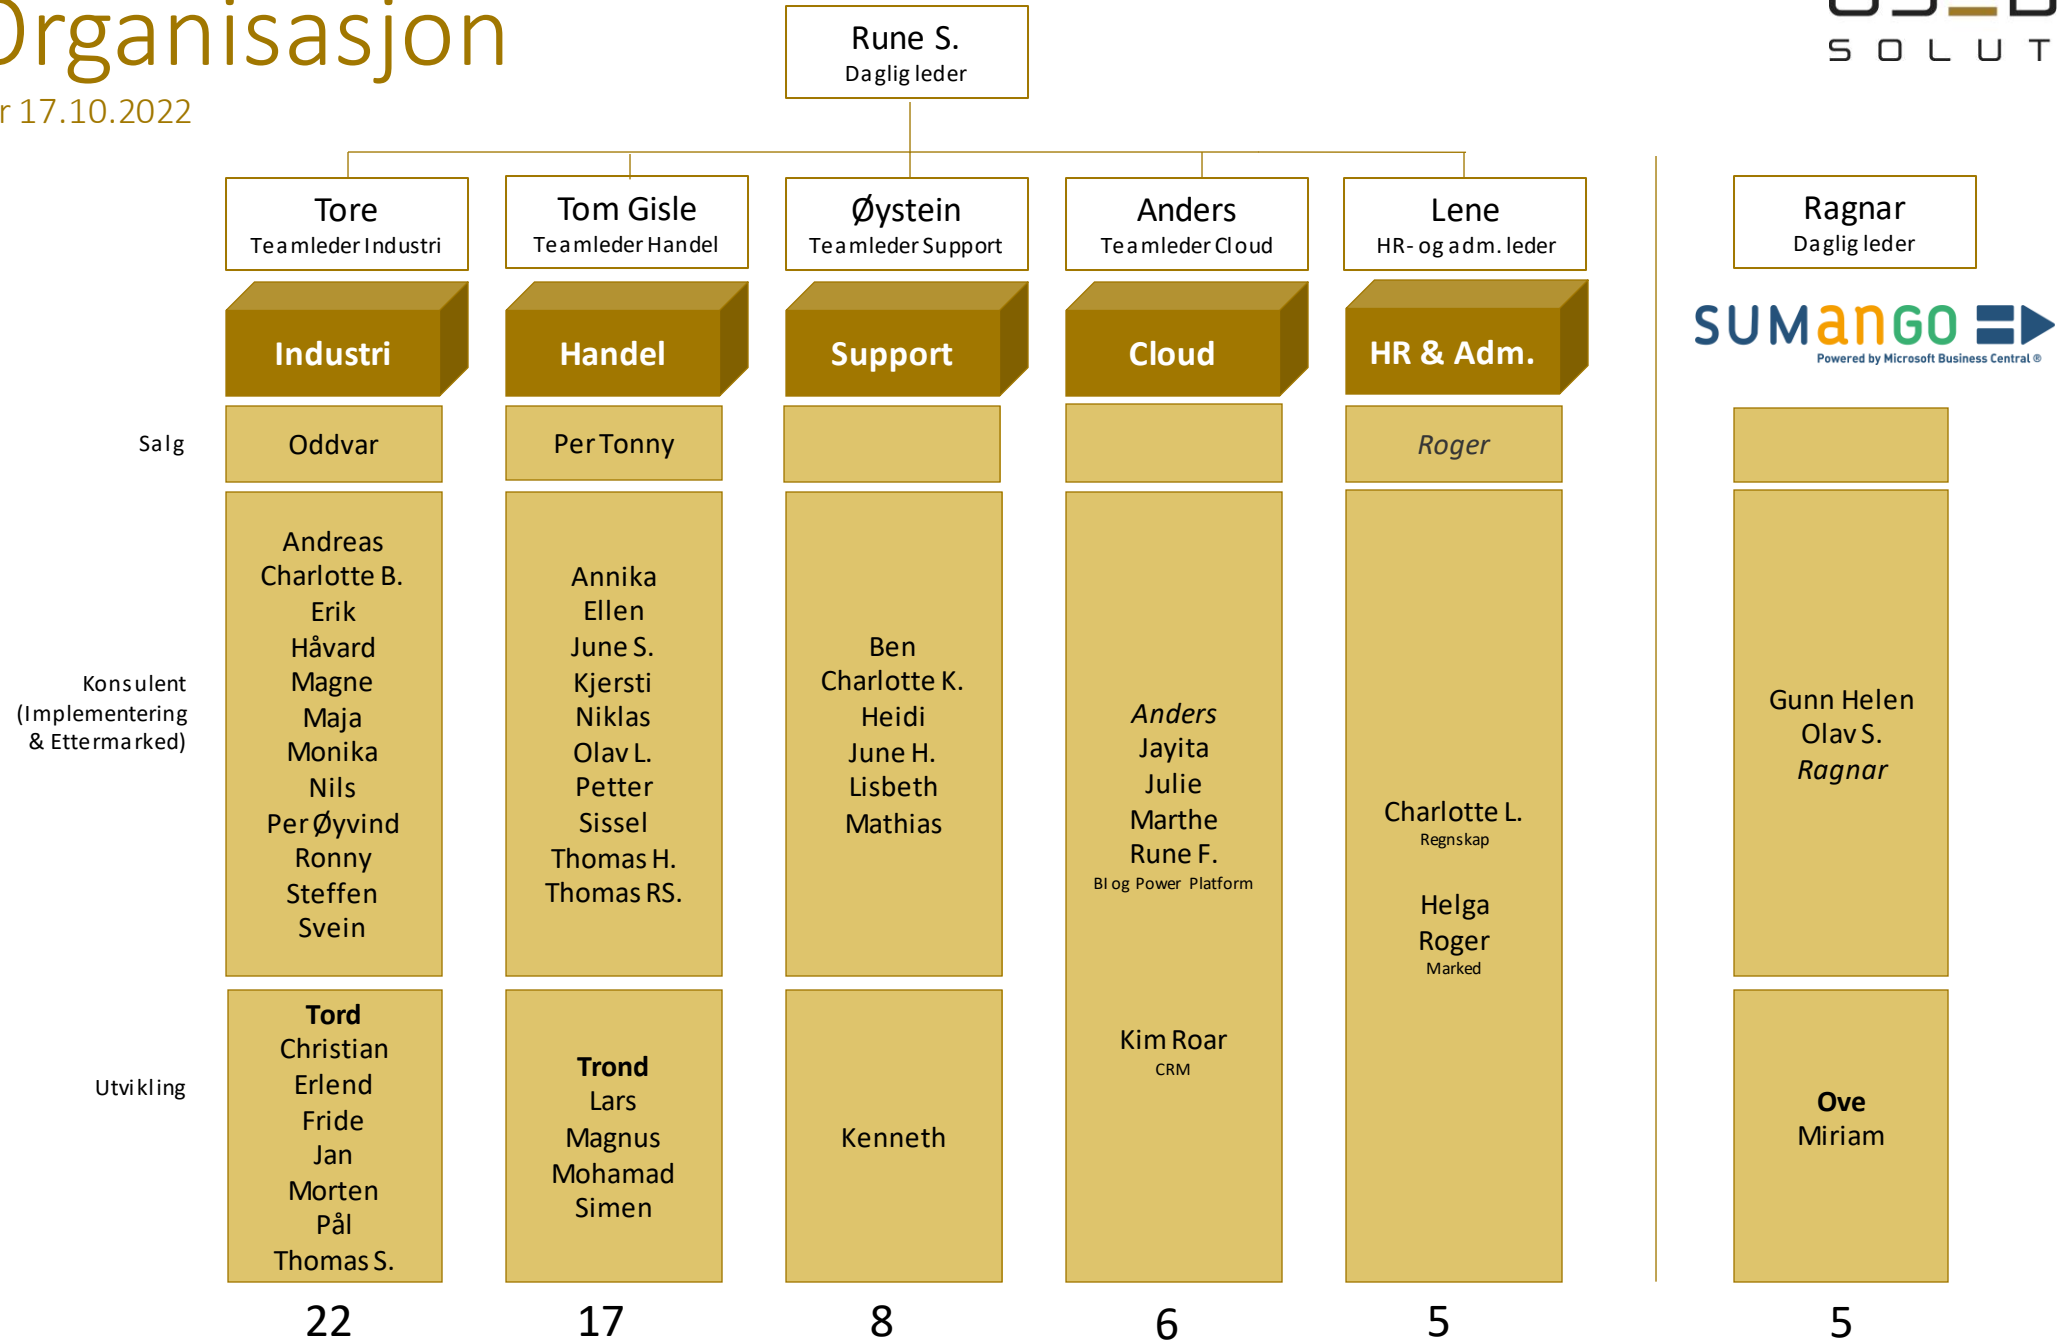 Organisasjon
r 17.10.2022
SOLUT
Rune S.
Daglig leder
Tore
Teamleder Industri
Tom Gisle
Teamleder Handel
Øystein
Teamleder Support
Anders
Teamleder Cloud
Lene
HR- og adm. leder
Ragnar
Daglig leder
Industri
Handel
Support
Cloud
HR & Adm.
SUManGO
Powered by Microsoft Business Central ®
Salg
Oddvar
Per Tonny
Roger
Konsulent
(Implementering
& Ettermarked)
Andreas
Charlotte B.
Erik
Håvard
Magne
Maja
Monika
Nils
Per Øyvind
Ronny
Steffen
Svein
Annika
Ellen
June S.
Kjersti
Niklas
Olav L.
Petter
Sissel
Thomas H.
Thomas RS.
Ben
Charlotte K.
Heidi
June H.
Lisbeth
Mathias
Anders
Jayita
Julie
Marthe
Rune F.
BI og Power Platform
Kim Roar
CRM
Charlotte L.
Regnskap
Helga
Roger
Marked
Gunn Helen
Olav S.
Ragnar
Utvikling
Tord
Christian
Erlend
Fride
Jan
Morten
Pål
Thomas S.
Trond
Lars
Magnus
Mohamad
Simen
Kenneth
Ove
Miriam
22
17
8
6
5
5